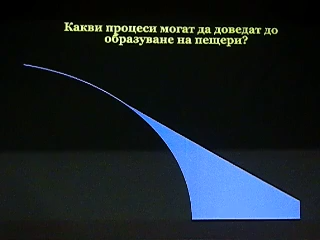 Какви процеси могат да доведат до
образуване на пещери?